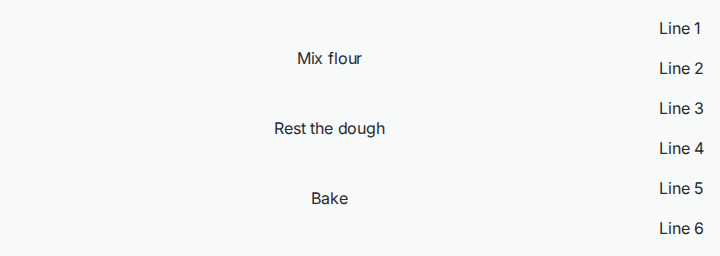 Mix flour
Rest the dough
Bake
Line 1
Line 2
Line 3
Line 4
Line 5
Line 6